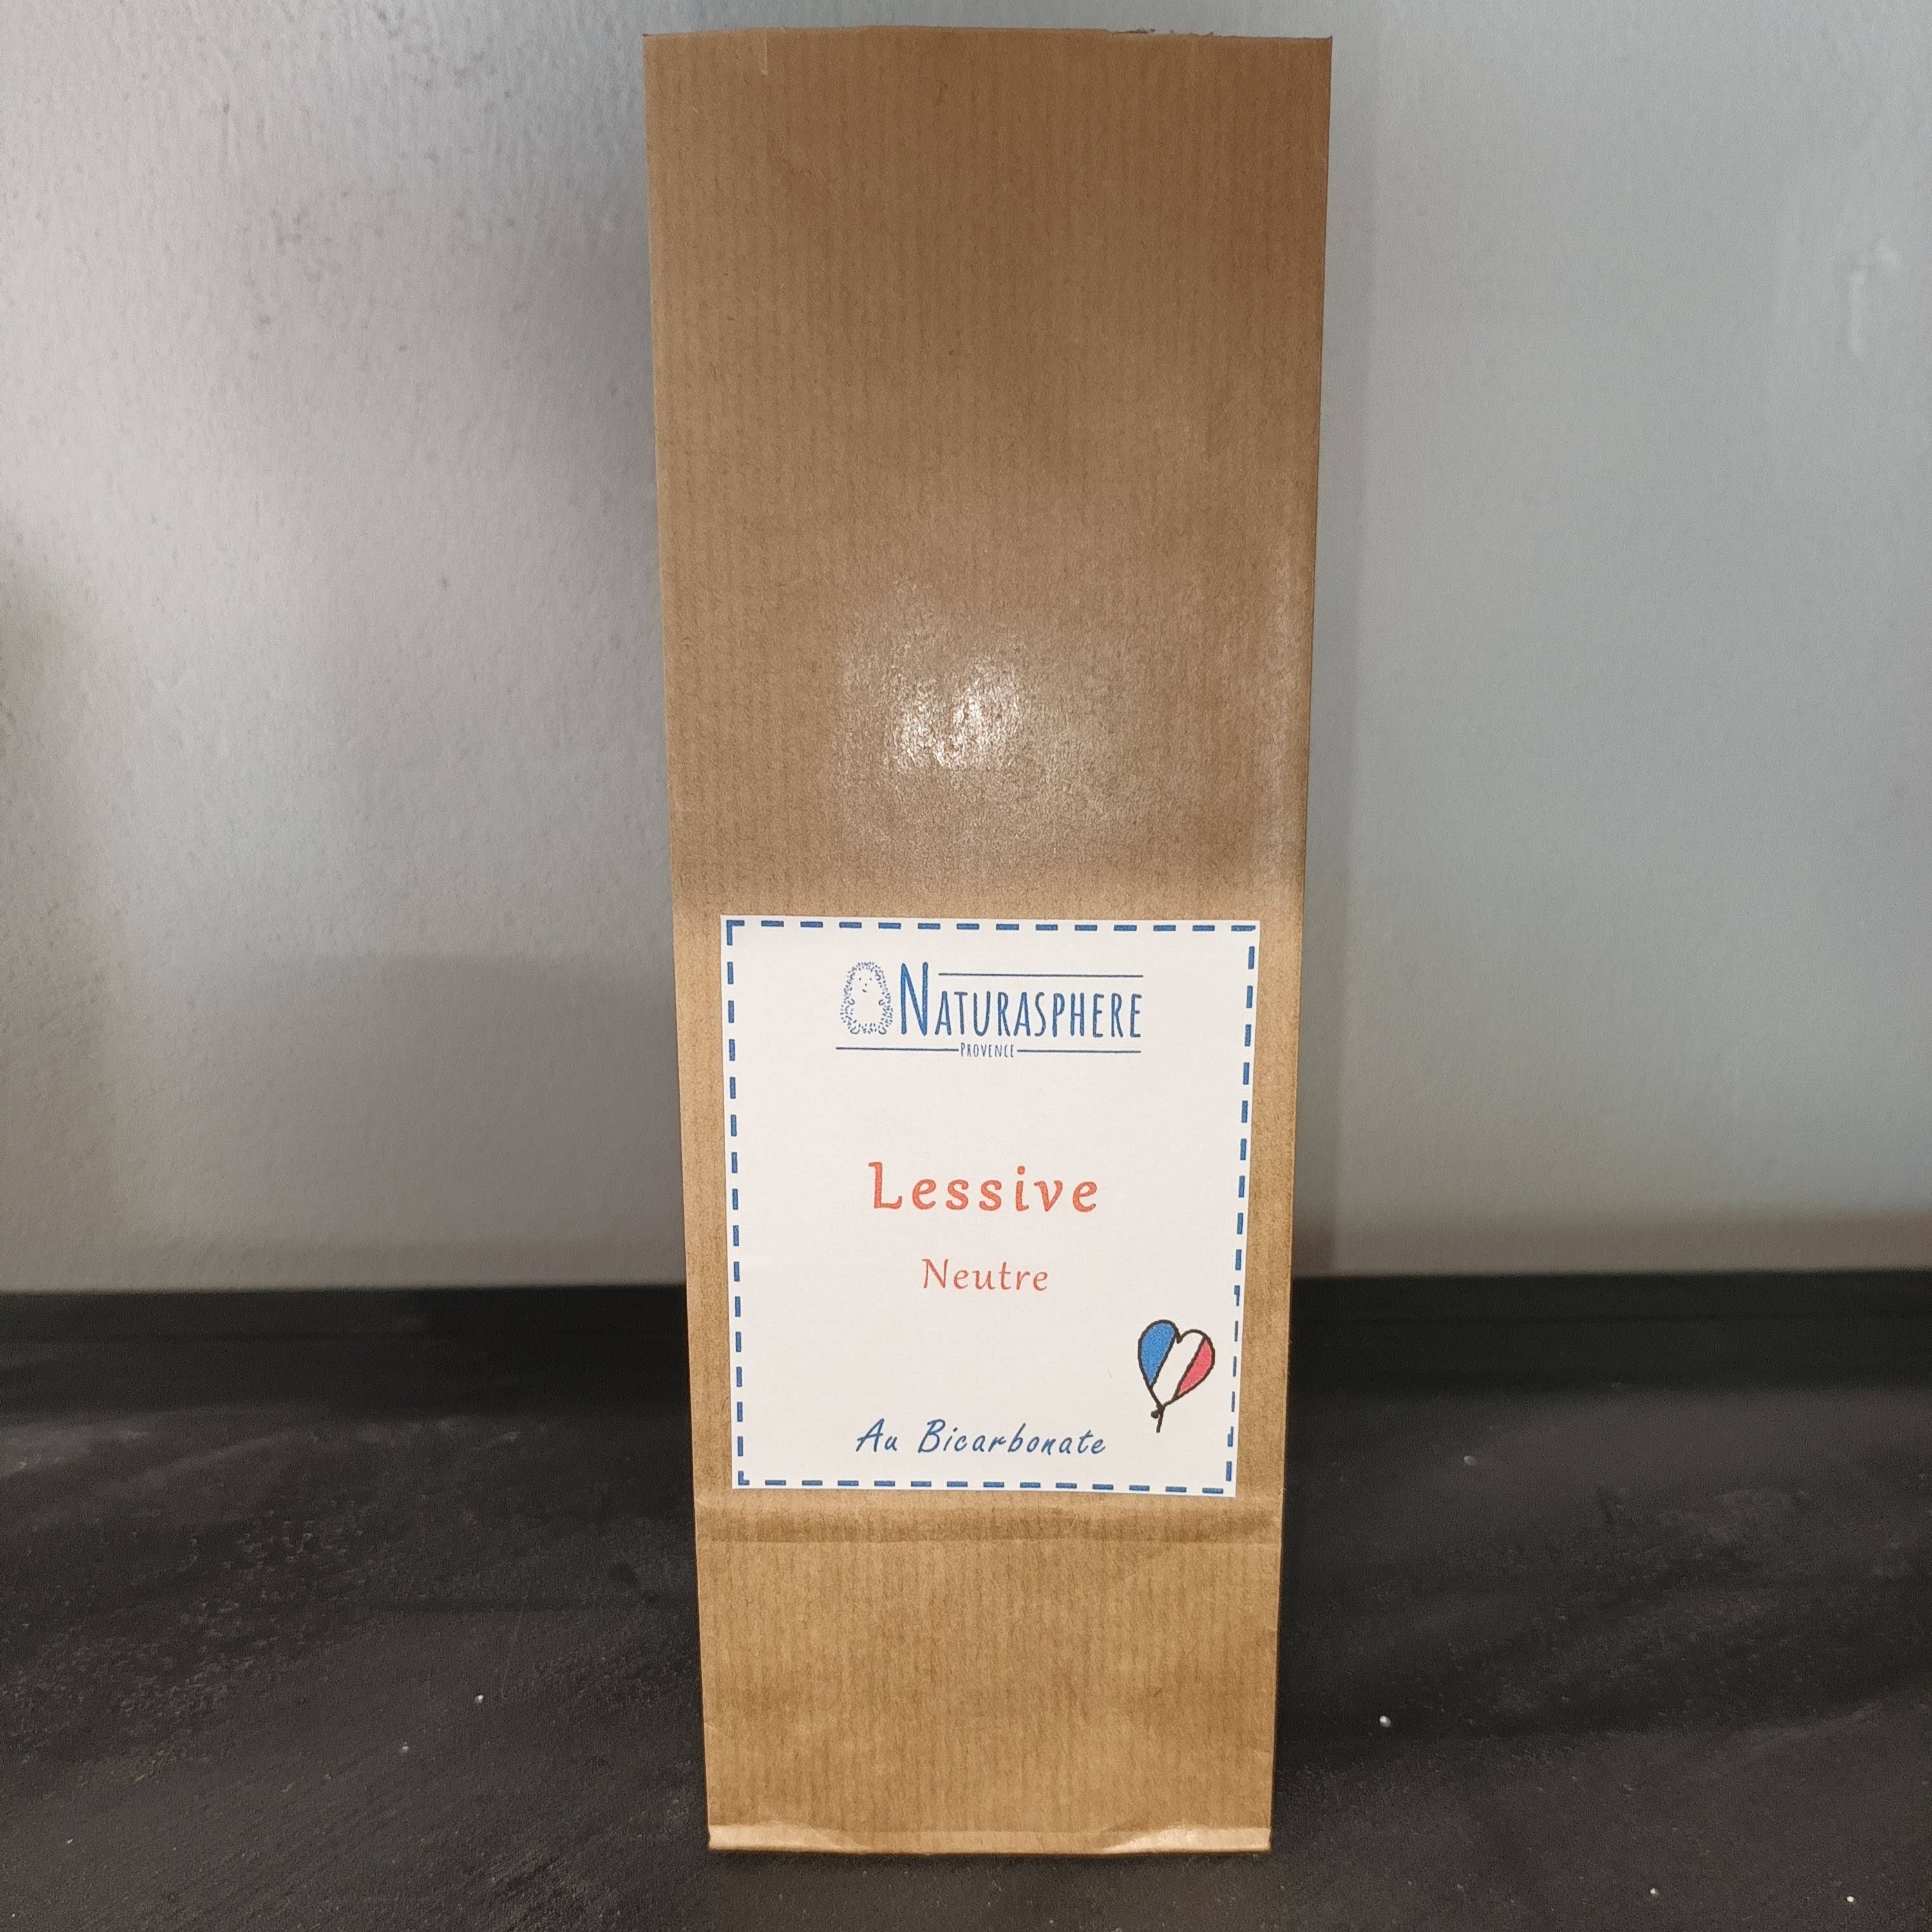 Naturasphere
Provence
Lessive
Neutre
Au Bicarbonate